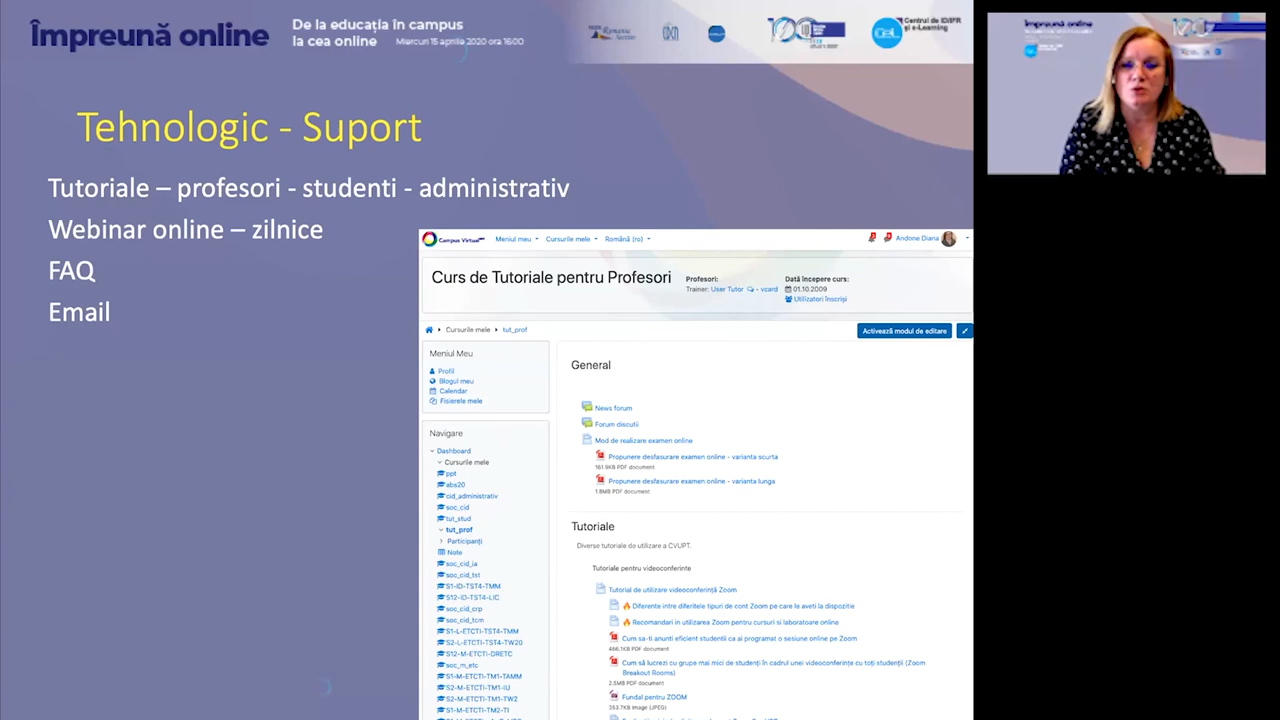 Împreună online
De la educația în campus
la cea online
Miercuri 15 aprilie 2020 ora 16:00
Centrul de ID/IFR
și e-Learning
Tehnologic - Suport
Tutoriale – profesori - studenti - administrativ
Webinar online – zilnice
FAQ
Email
Campus Virtual
Meniul meu
Cursurile mele
Română (ro)
Andone Diana
Curs de Tutoriale pentru Profesori
Profesori:
Trainer: User Tutor - vcard
Dată începere curs:
01.10.2009
Utilizatori înscriși
Cursurile mele
tut_prof
Activează modul de editare
Meniul Meu
Profil
Blogul meu
Calendar
Fisierele mele
Navigare
Dashboard
Cursurile mele
ppt
abs20
cid_administrativ
soc_cid
tut_stud
tut_prof
Participanți
Note
soc_cid_ia
soc_cid_tst
S1-ID-TST4-TMM
S12-ID-TST4-LIC
soc_cid_crp
soc_cid_tcm
S1-L-ETCTI-TST4-TMM
S2-L-ETCTI-TST4-TW20
S12-M-ETCTI-DRETC
soc_m_etc
S1-M-ETCTI-TM1-TAMM
S2-M-ETCTI-TM1-IU
S2-M-ETCTI-TM1-TW2
S1-M-ETCTI-TM2-TI
General
News forum
Forum discutii
Mod de realizare examen online
Propunere desfasurare examen online - varianta scurta
161.9KB PDF document
Propunere desfasurare examen online - varianta lunga
1.8MB PDF document
Tutoriale
Diverse tutoriale de utilizare a CVUPT.
Tutoriale pentru videoconferinte
Tutorial de utilizare videoconferință Zoom
Diferente intre diferitele tipuri de cont Zoom pe care le aveti la dispozitie
Recomandari in utilizarea Zoom pentru cursuri si laboratoare online
Cum sa-ti anunti eficient studentii ca ai programat o sesiune online pe Zoom
466.1KB PDF document
Cum să lucrezi cu grupe mai mici de studenți în cadrul unei videoconferințe cu toți studenții (Zoom
Breakout Rooms)
2.5MB PDF document
Fundal pentru ZOOM
353.7KB Image (JPEG)